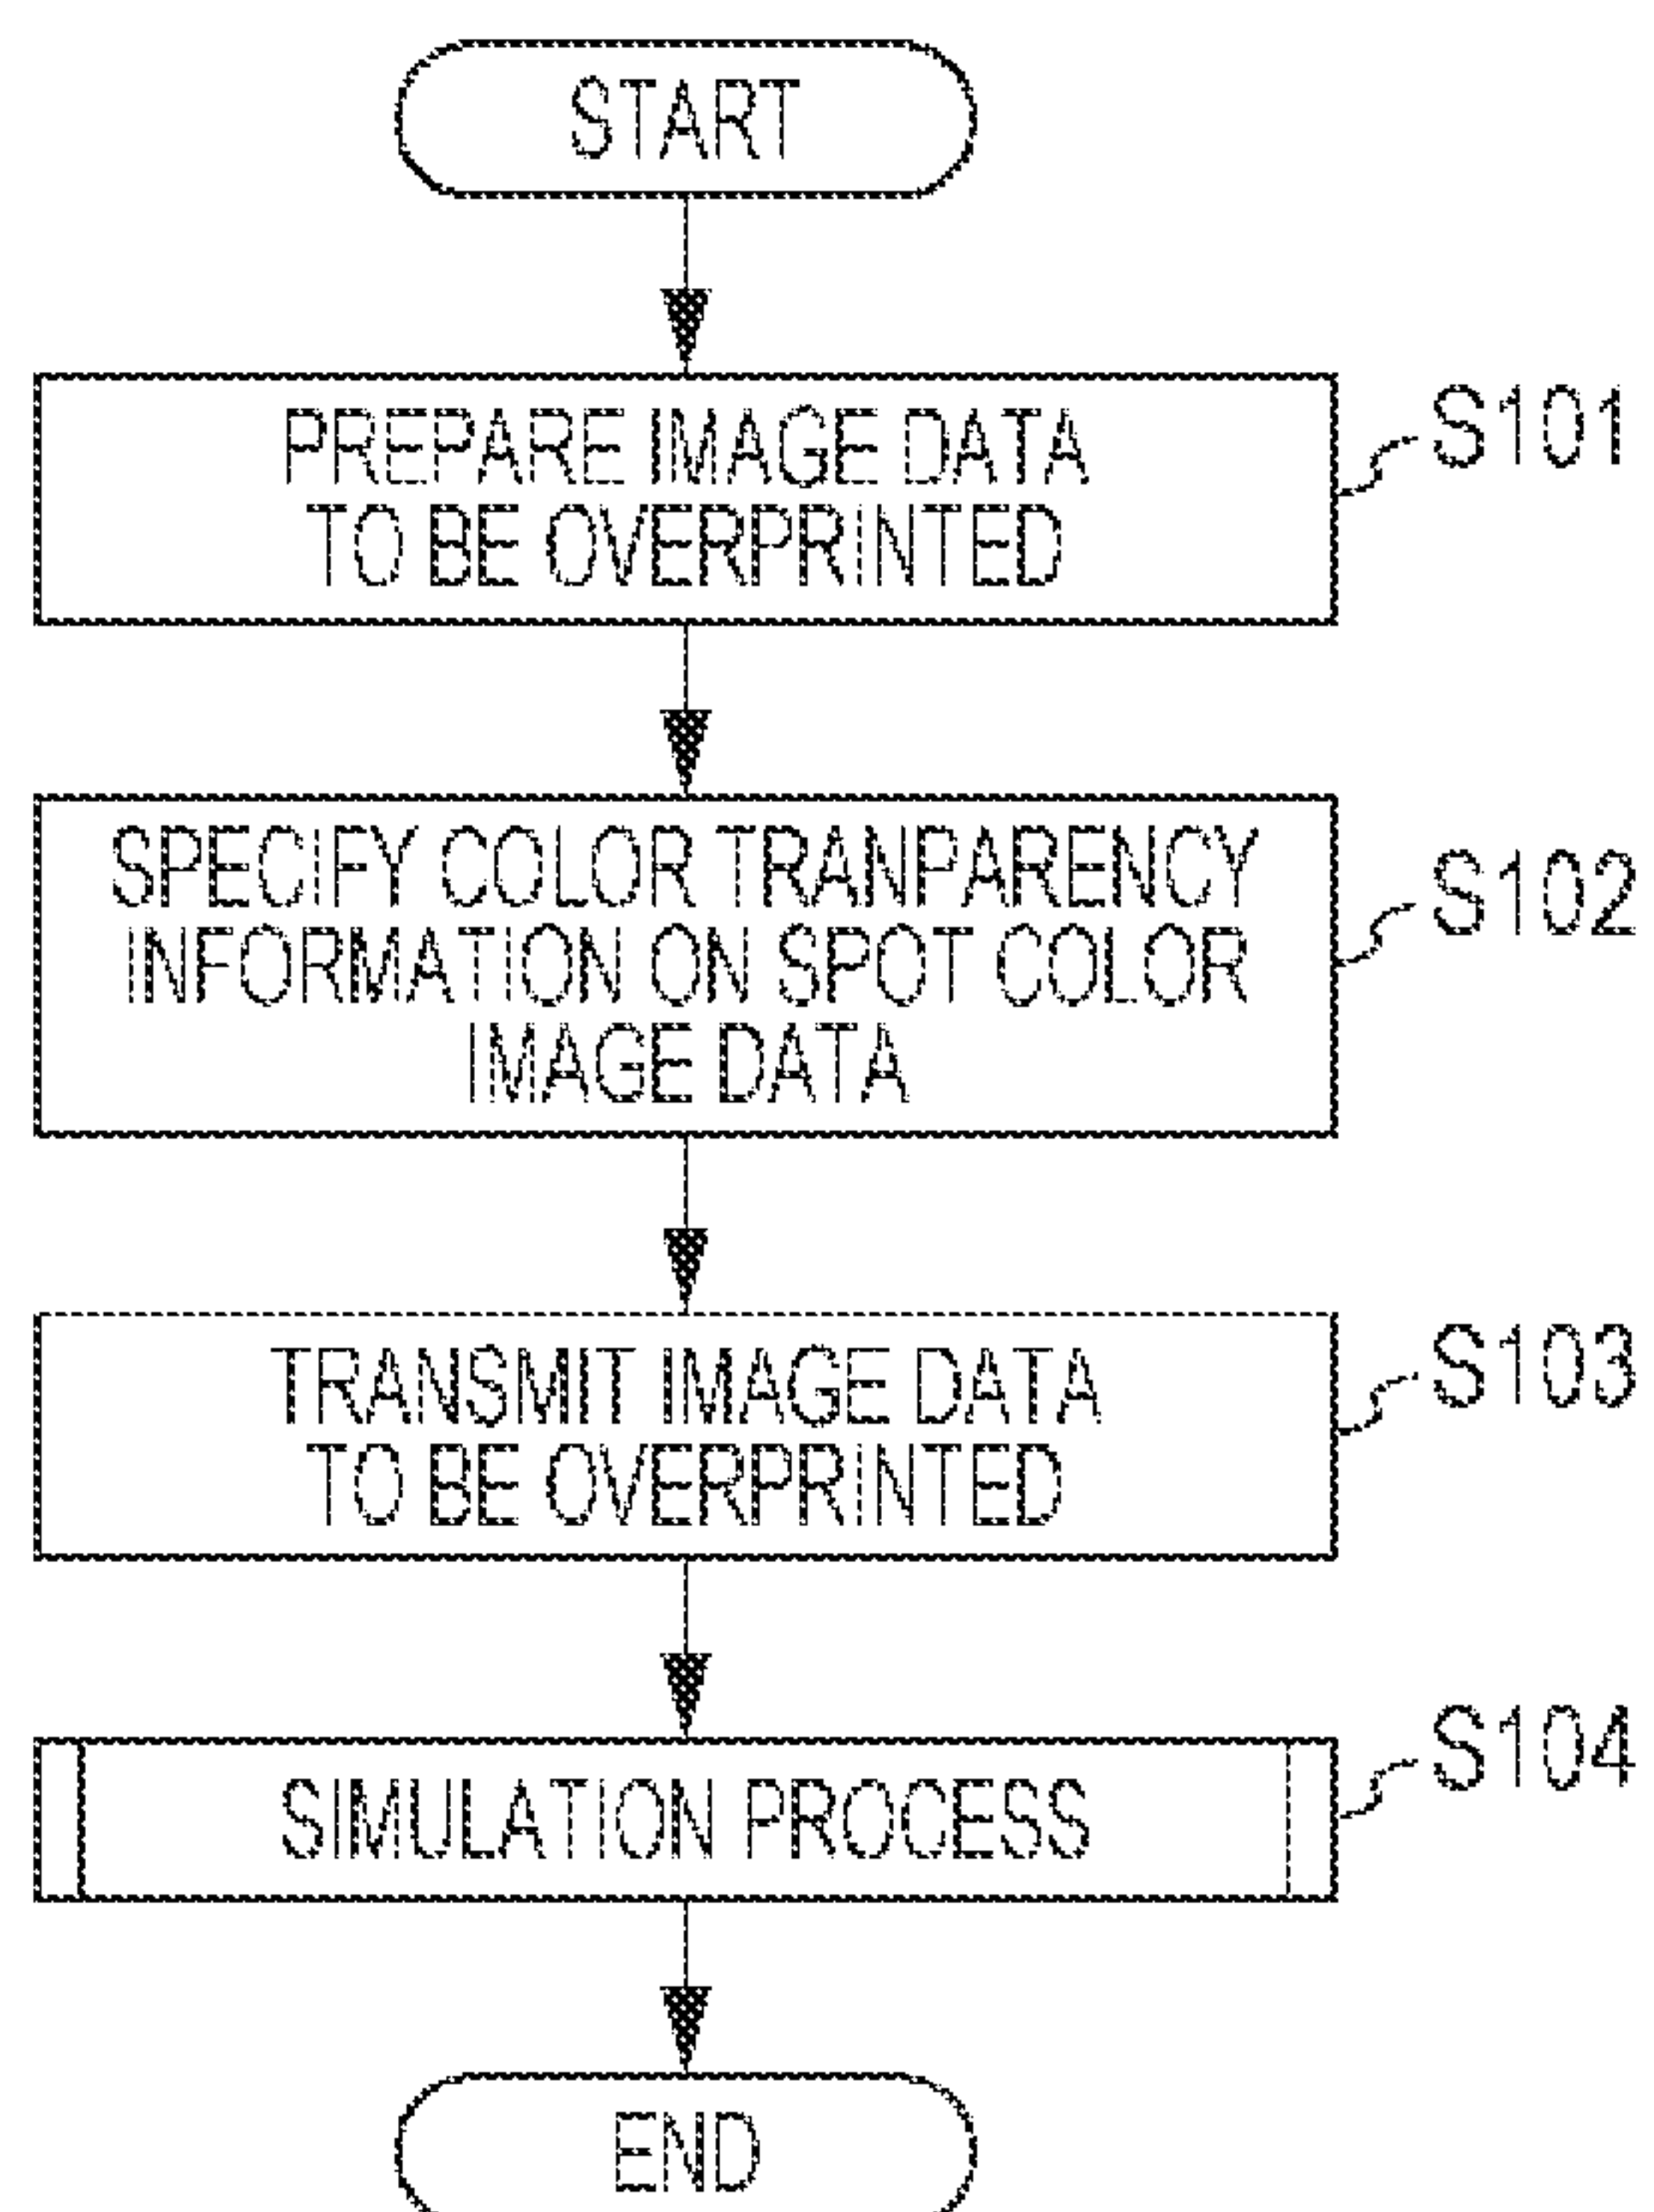 START
PREPARE IMAGE DATA
TO BE OVERPRINTED
S101
SPECIFY COLOR TRANPARENCY
INFORMATION ON SPOT COLOR
IMAGE DATA
S102
TRANSMIT IMAGE DATA
TO BE OVERPRINTED
S103
SIMULATION PROCESS
S104
END